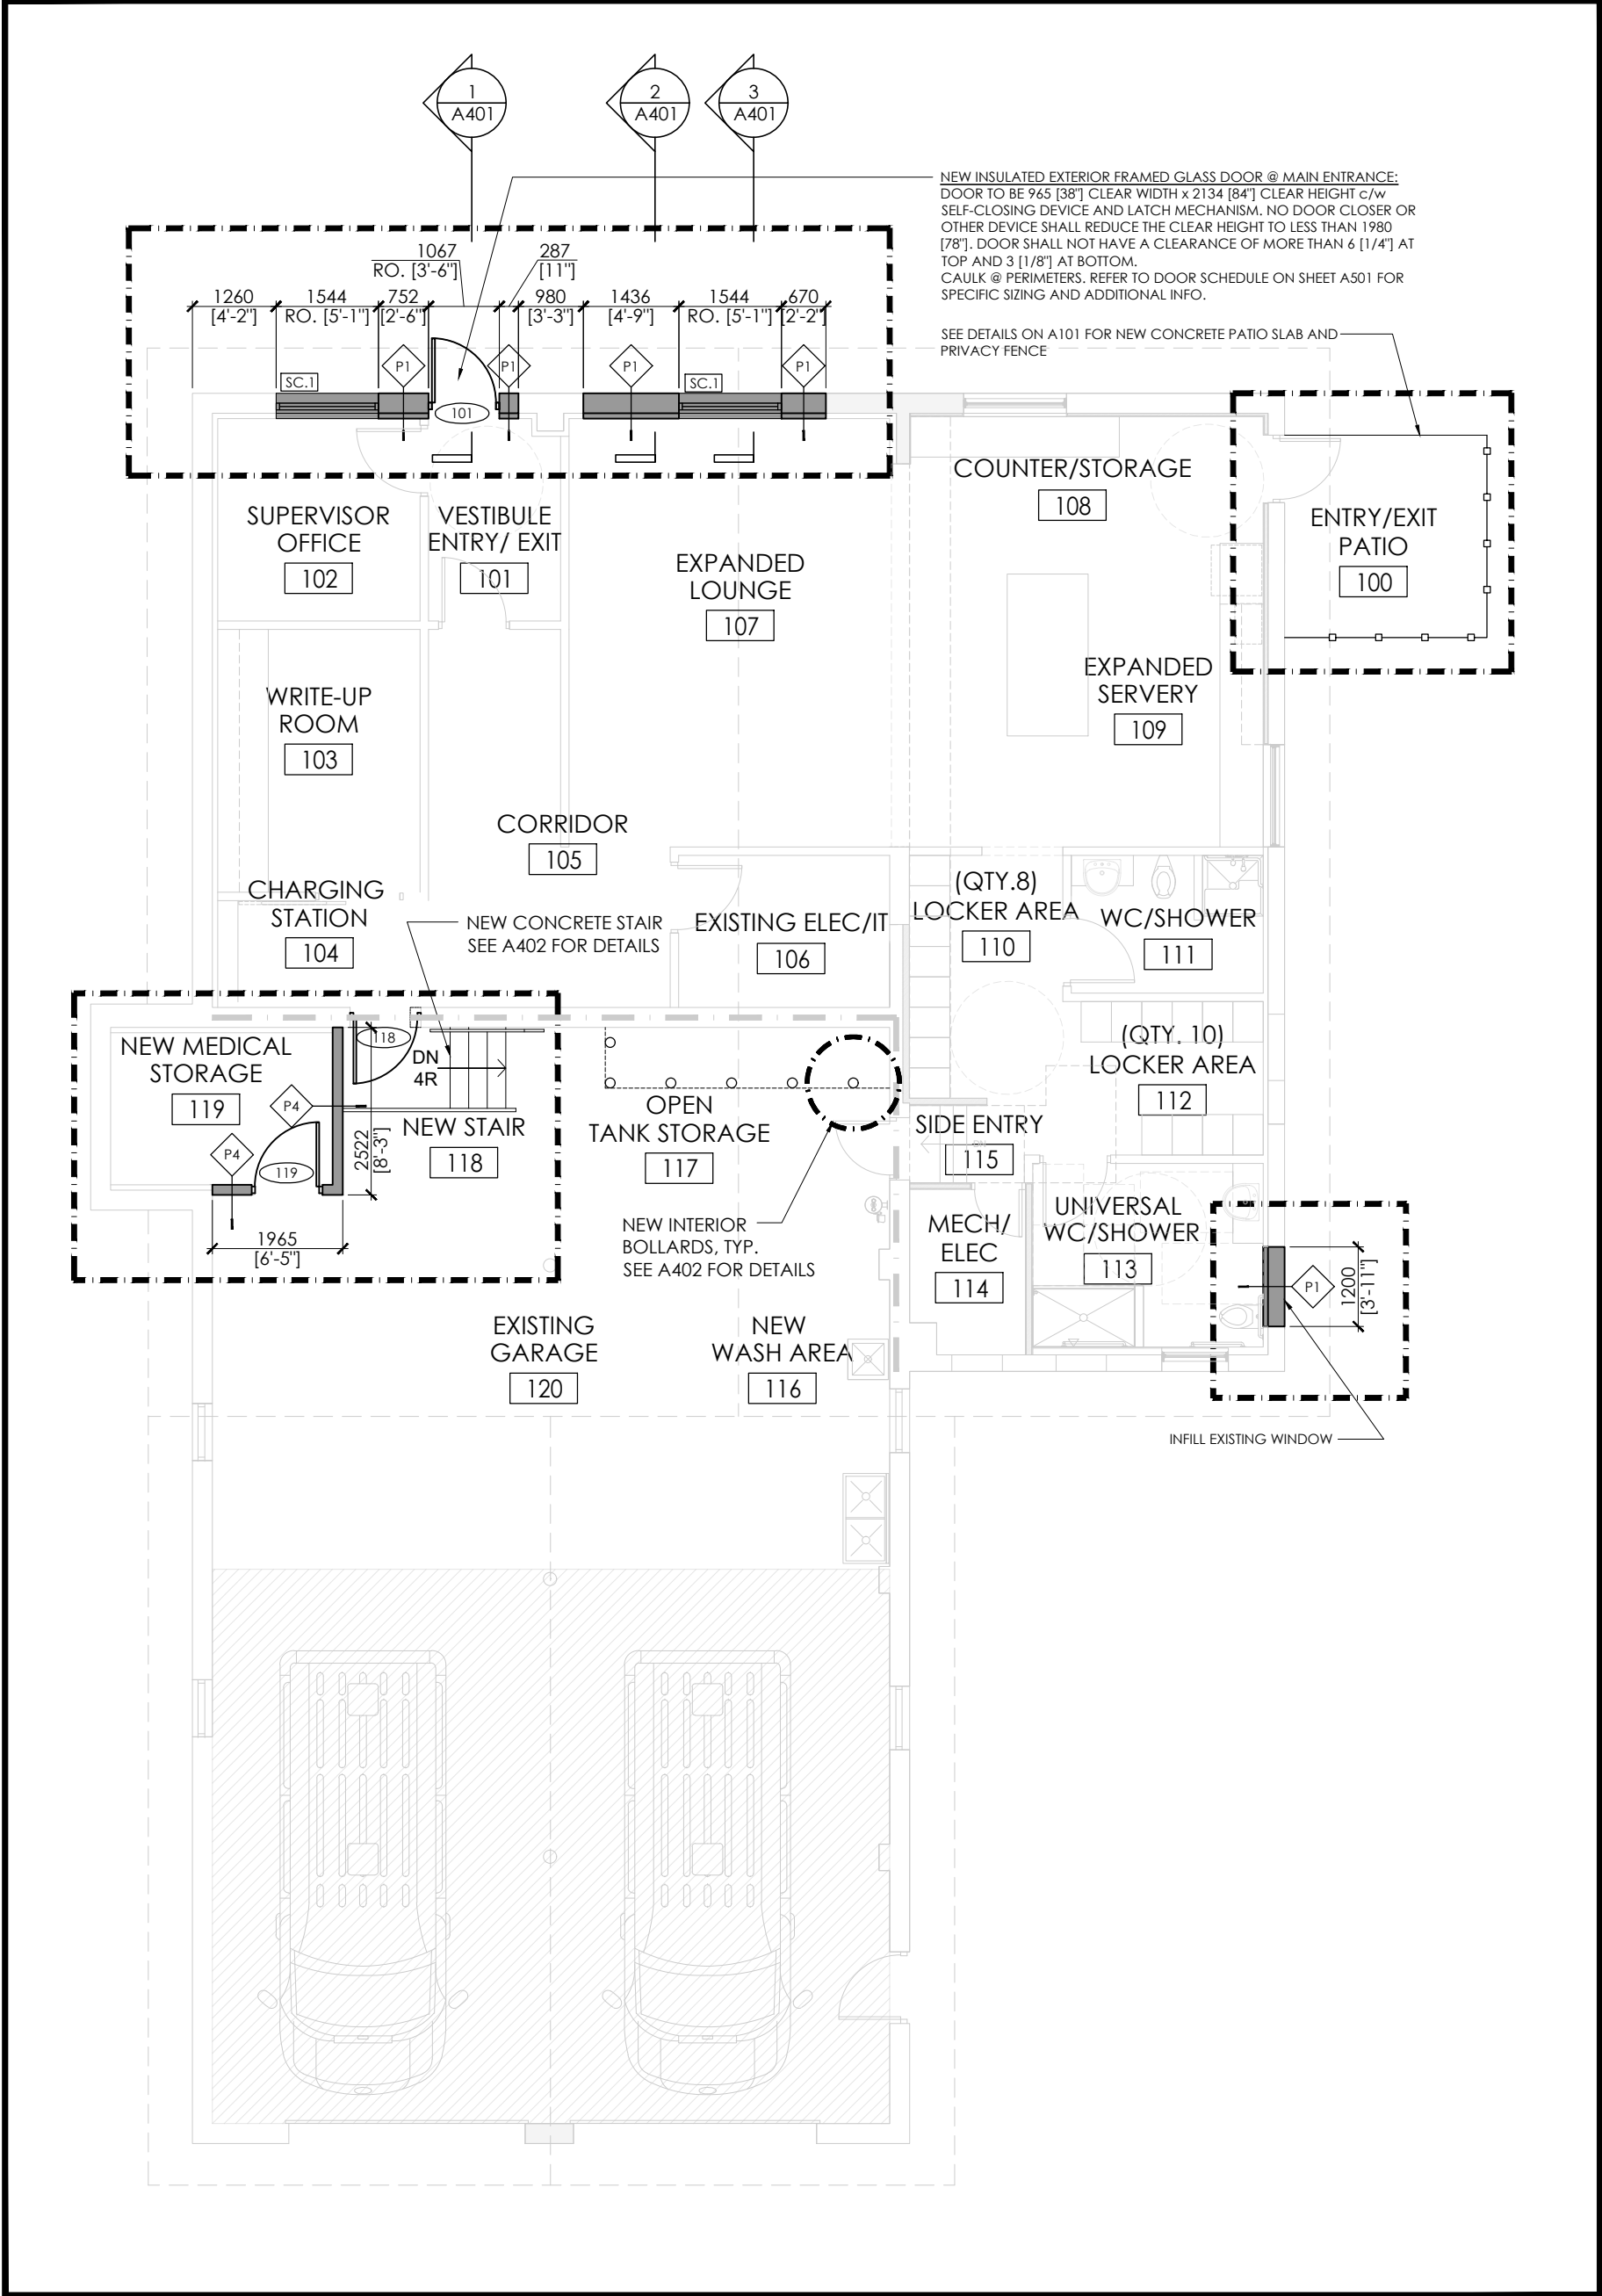 1
A401
2
A401
3
A401
NEW INSULATED EXTERIOR FRAMED GLASS DOOR @ MAIN ENTRANCE:
DOOR TO BE 965 [38"] CLEAR WIDTH x 2134 [84"] CLEAR HEIGHT c/w
SELF-CLOSING DEVICE AND LATCH MECHANISM. NO DOOR CLOSER OR
OTHER DEVICE SHALL REDUCE THE CLEAR HEIGHT TO LESS THAN 1980
[78"]. DOOR SHALL NOT HAVE A CLEARANCE OF MORE THAN 6 [1/4"] AT
TOP AND 3 [1/8"] AT BOTTOM.
CAULK @ PERIMETERS. REFER TO DOOR SCHEDULE ON SHEET A501 FOR
SPECIFIC SIZING AND ADDITIONAL INFO.
SEE DETAILS ON A101 FOR NEW CONCRETE PATIO SLAB AND
PRIVACY FENCE
1067
RO. [3'-6"]
287
[11"]
1260
[4'-2"]
1544
RO. [5'-1"]
752
[2'-6"]
980
[3'-3"]
1436
[4'-9"]
1544
RO. [5'-1"]
670
[2'-2"]
P1
P1
P1
P1
SC.1
SC.1
101
SUPERVISOR
OFFICE
102
VESTIBULE
ENTRY/ EXIT
101
EXPANDED
LOUNGE
107
COUNTER/STORAGE
108
ENTRY/EXIT
PATIO
100
EXPANDED
SERVERY
109
WRITE-UP
ROOM
103
CORRIDOR
105
CHARGING
STATION
104
NEW CONCRETE STAIR
SEE A402 FOR DETAILS
EXISTING ELEC/IT
106
(QTY.8)
LOCKER AREA
110
WC/SHOWER
111
NEW MEDICAL
STORAGE
119
118
DN
4R
P4
P4
119
NEW STAIR
118
2522
[8'-3"]
1965
[6'-5"]
OPEN
TANK STORAGE
117
(QTY. 10)
LOCKER AREA
112
SIDE ENTRY
115
NEW INTERIOR
BOLLARDS, TYP.
SEE A402 FOR DETAILS
MECH/
ELEC
114
UNIVERSAL
WC/SHOWER
113
P1
1200
[3'-11"]
EXISTING
GARAGE
120
NEW
WASH AREA
116
INFILL EXISTING WINDOW